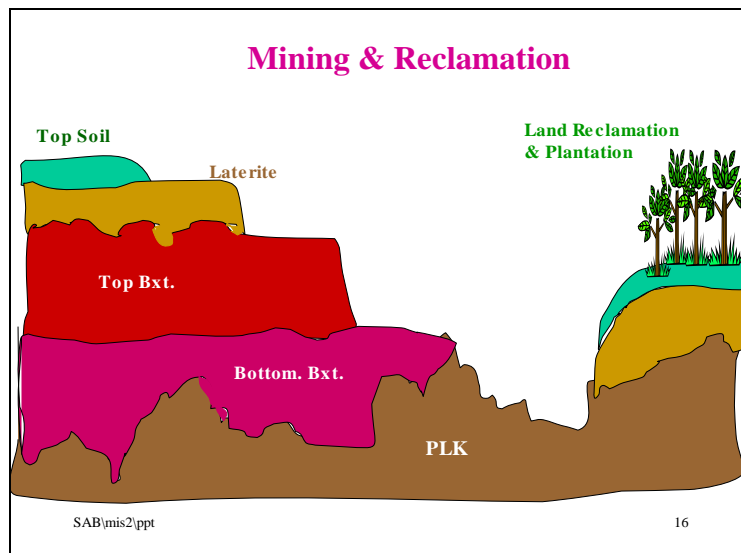 Mining & Reclamation
Top Soil
Land Reclamation
& Plantation
Laterite
Top Bxt.
Bottom. Bxt.
PLK
SAB\mis2\ppt
16